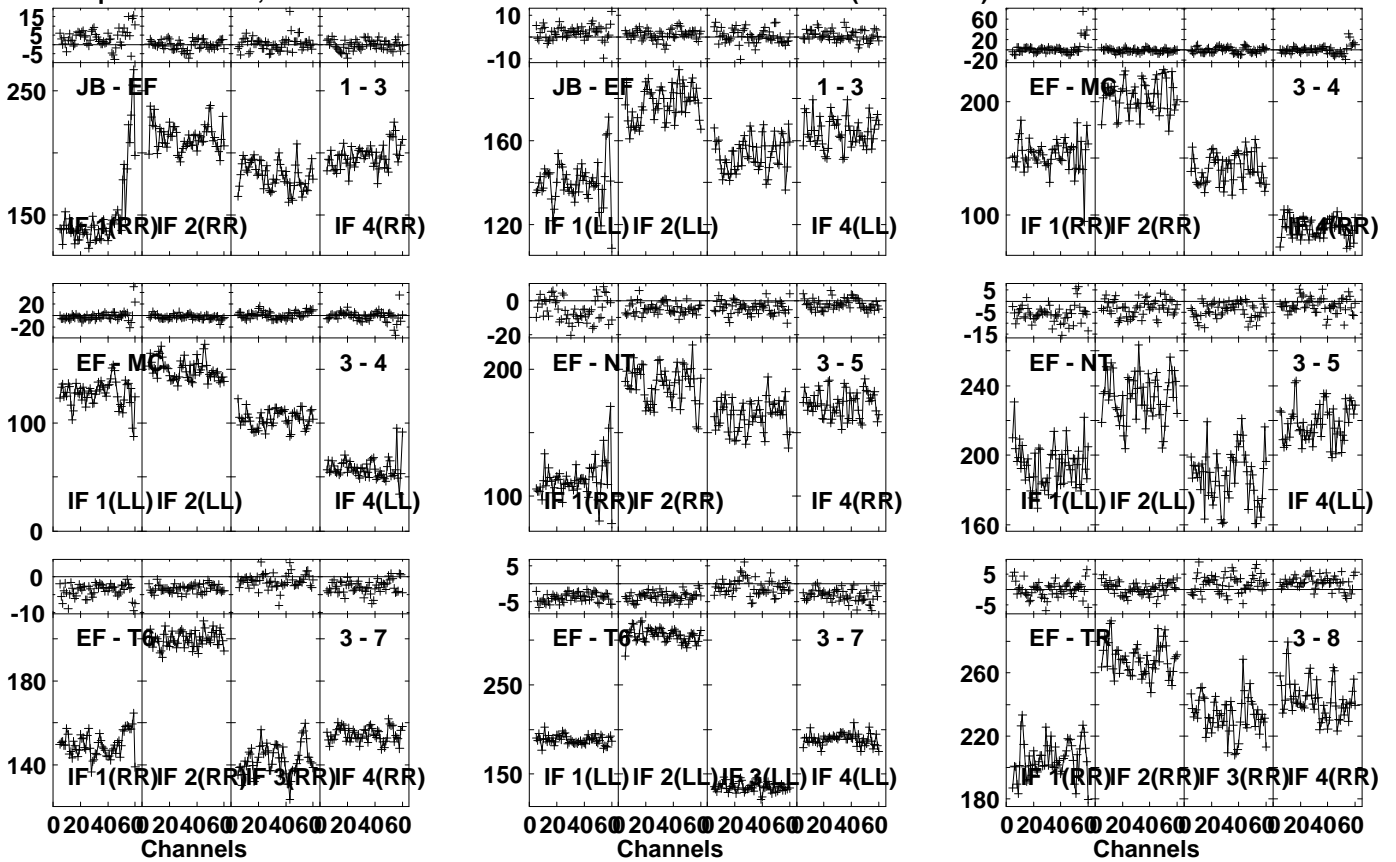 15
5
-5
10
0
-10
60
20
-20
JB - EF 1 - 3
JB - EF 1 - 3
EF - MC 3 - 4
250
150
160
120
200
100
IF 1(RR) IF 2(RR) IF 4(RR)
IF 1(LL) IF 2(LL) IF 4(LL)
IF 1(RR) IF 2(RR) IF 4(RR)
20
-20
0
-20
5
-5
-15
EF - MC 3 - 4
EF - NT 3 - 5
EF - NT 3 - 5
100
0
200
100
240
200
160
IF 1(LL) IF 2(LL) IF 4(LL)
IF 1(RR) IF 2(RR) IF 4(RR)
IF 1(LL) IF 2(LL) IF 4(LL)
0
-10
5
-5
5
-5
EF - T6 3 - 7
EF - T6 3 - 7
EF - TR 3 - 8
180
140
250
150
260
220
180
IF 1(RR) IF 2(RR) IF 3(RR) IF 4(RR)
IF 1(LL) IF 2(LL) IF 3(LL) IF 4(LL)
IF 1(RR) IF 2(RR) IF 3(RR) IF 4(RR)
0 20 40 60 0 20 40 60 0 20 40 60 0 20 40 60
0 20 40 60 0 20 40 60 0 20 40 60 0 20 40 60
0 20 40 60 0 20 40 60 0 20 40 60 0 20 40 60
Channels
Channels
Channels